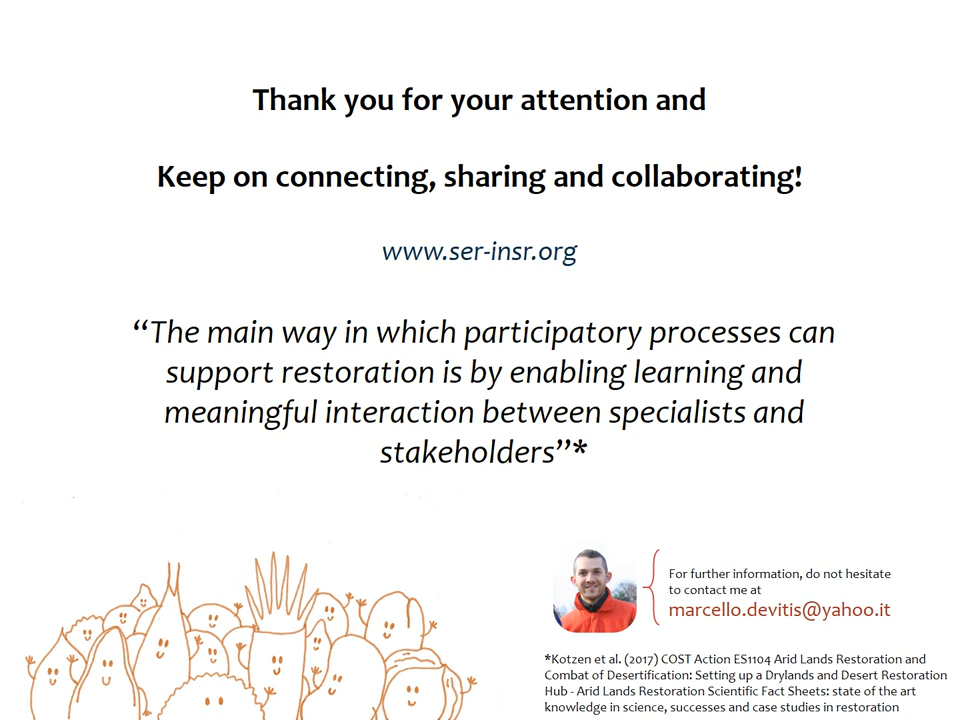 Thank you for your attention and
Keep on connecting, sharing and collaborating!
www.ser-insr.org
“The main way in which participatory processes can
support restoration is by enabling learning and
meaningful interaction between specialists and
stakeholders”*
For further information, do not hesitate
to contact me at
marcello.devitis@yahoo.it
*Kotzen et al. (2017) COST Action ES1104 Arid Lands Restoration and
Combat of Desertification: Setting up a Drylands and Desert Restoration
Hub - Arid Lands Restoration Scientific Fact Sheets: state of the art
knowledge in science, successes and case studies in restoration